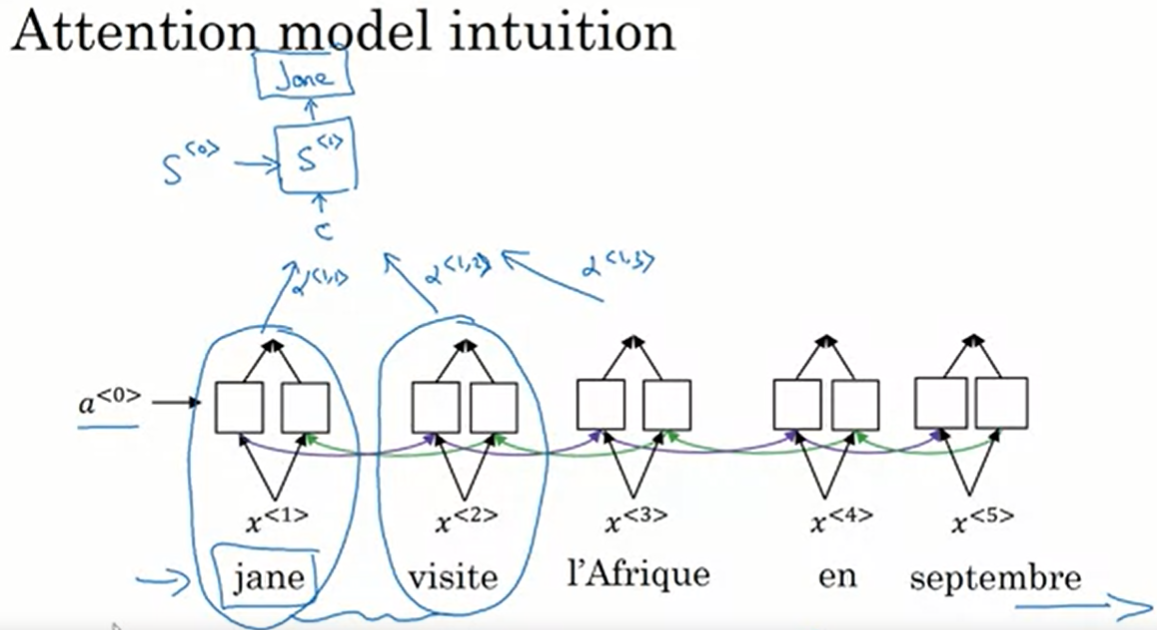 Attention model intuition
Jane
S<0> S<1>
c
α<1,1> α<1,2> α<1,3>
a<0>
x<1> x<2> x<3> x<4> x<5>
jane visite l'Afrique en septembre